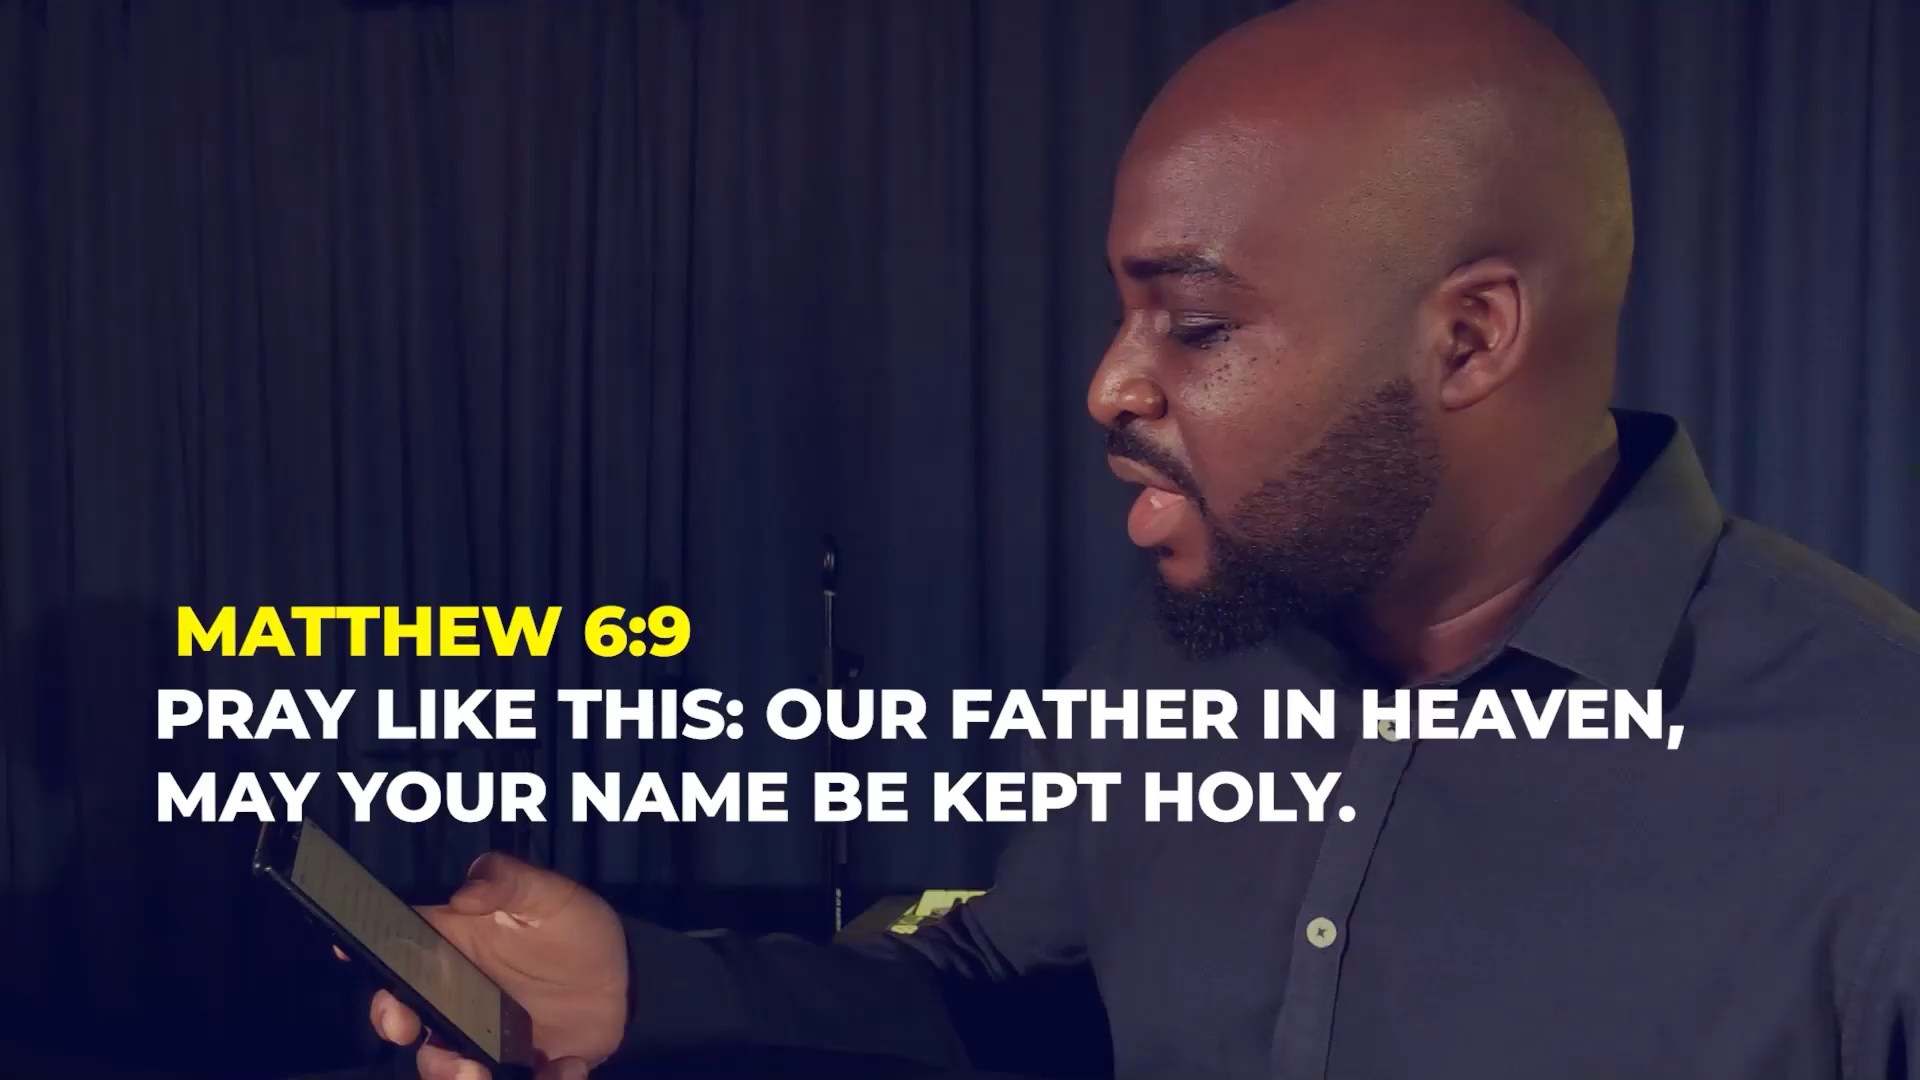 MATTHEW 6:9
PRAY LIKE THIS: OUR FATHER IN HEAVEN,
MAY YOUR NAME BE KEPT HOLY.